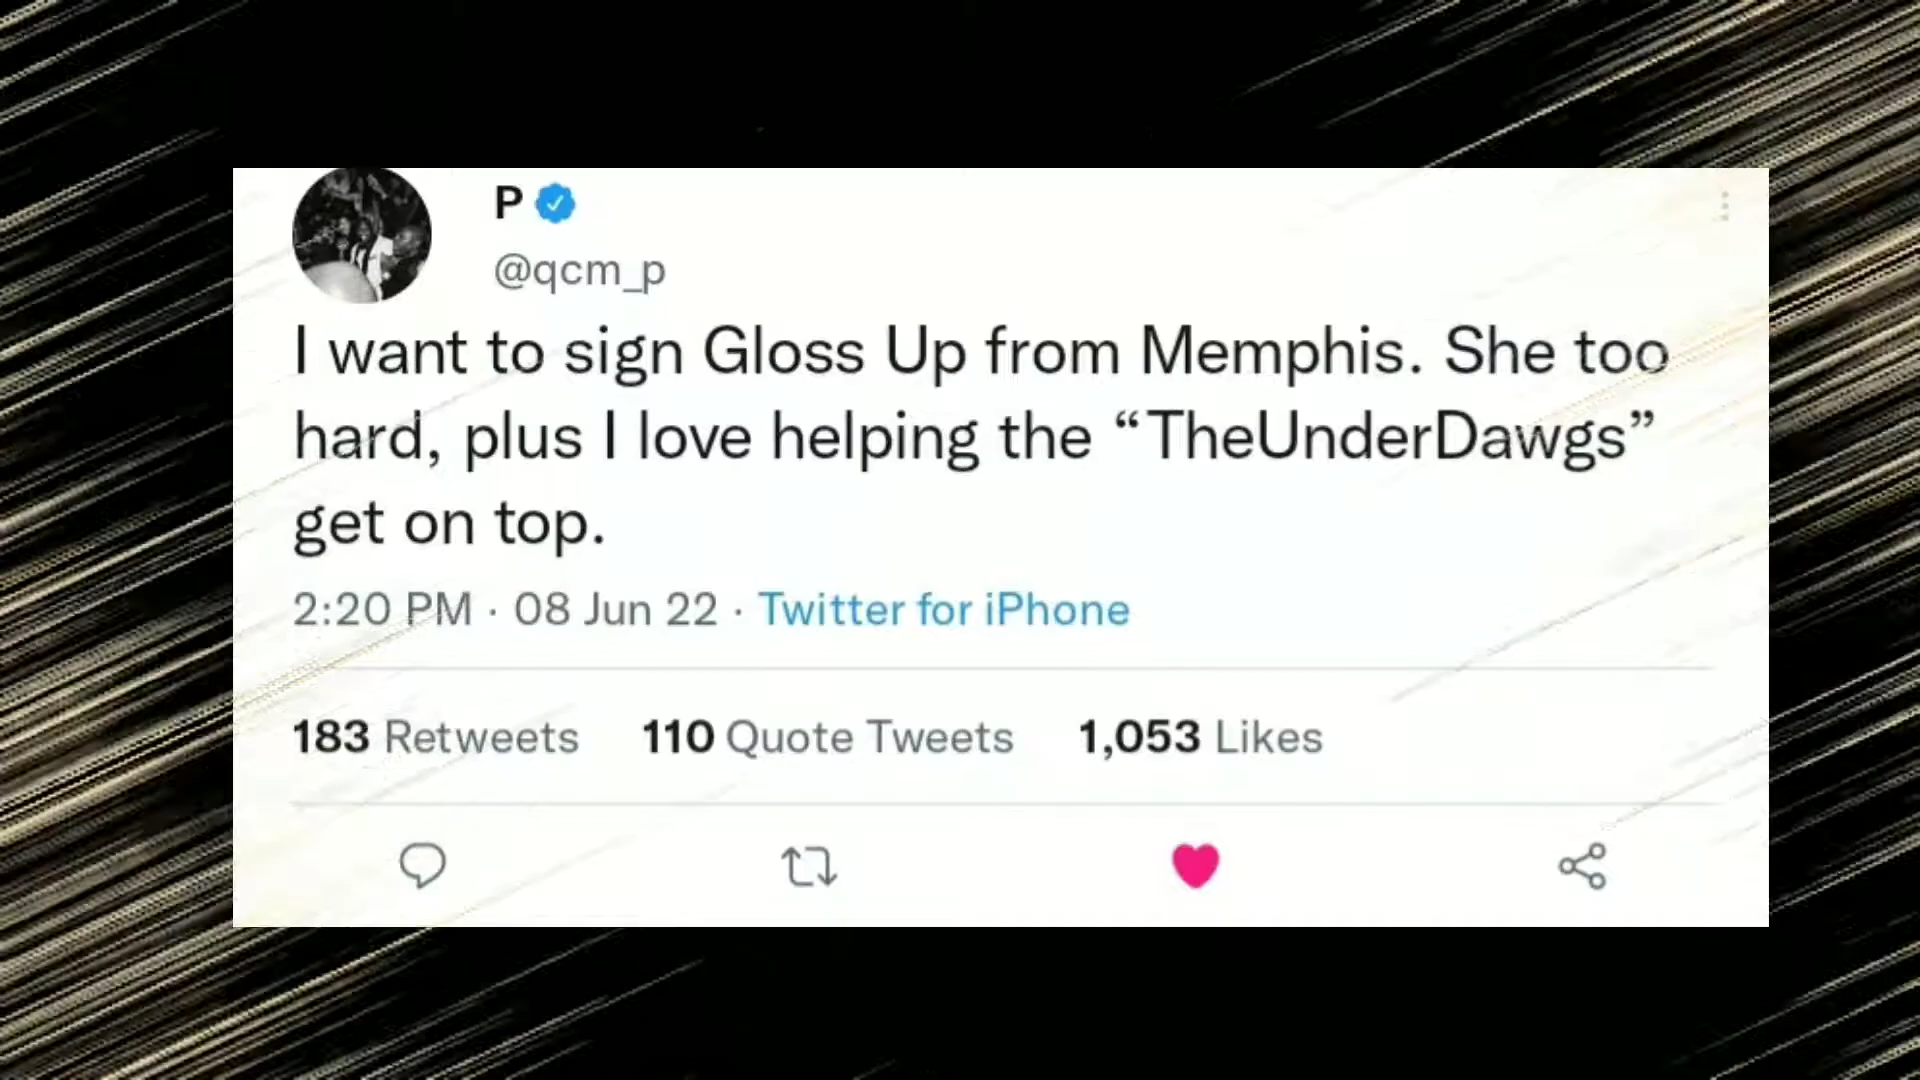 P
@qcm_p
I want to sign Gloss Up from Memphis. She too
hard, plus I love helping the “TheUnderDawgs”
get on top.
2:20 PM · 08 Jun 22 · Twitter for iPhone
183 Retweets 110 Quote Tweets 1,053 Likes